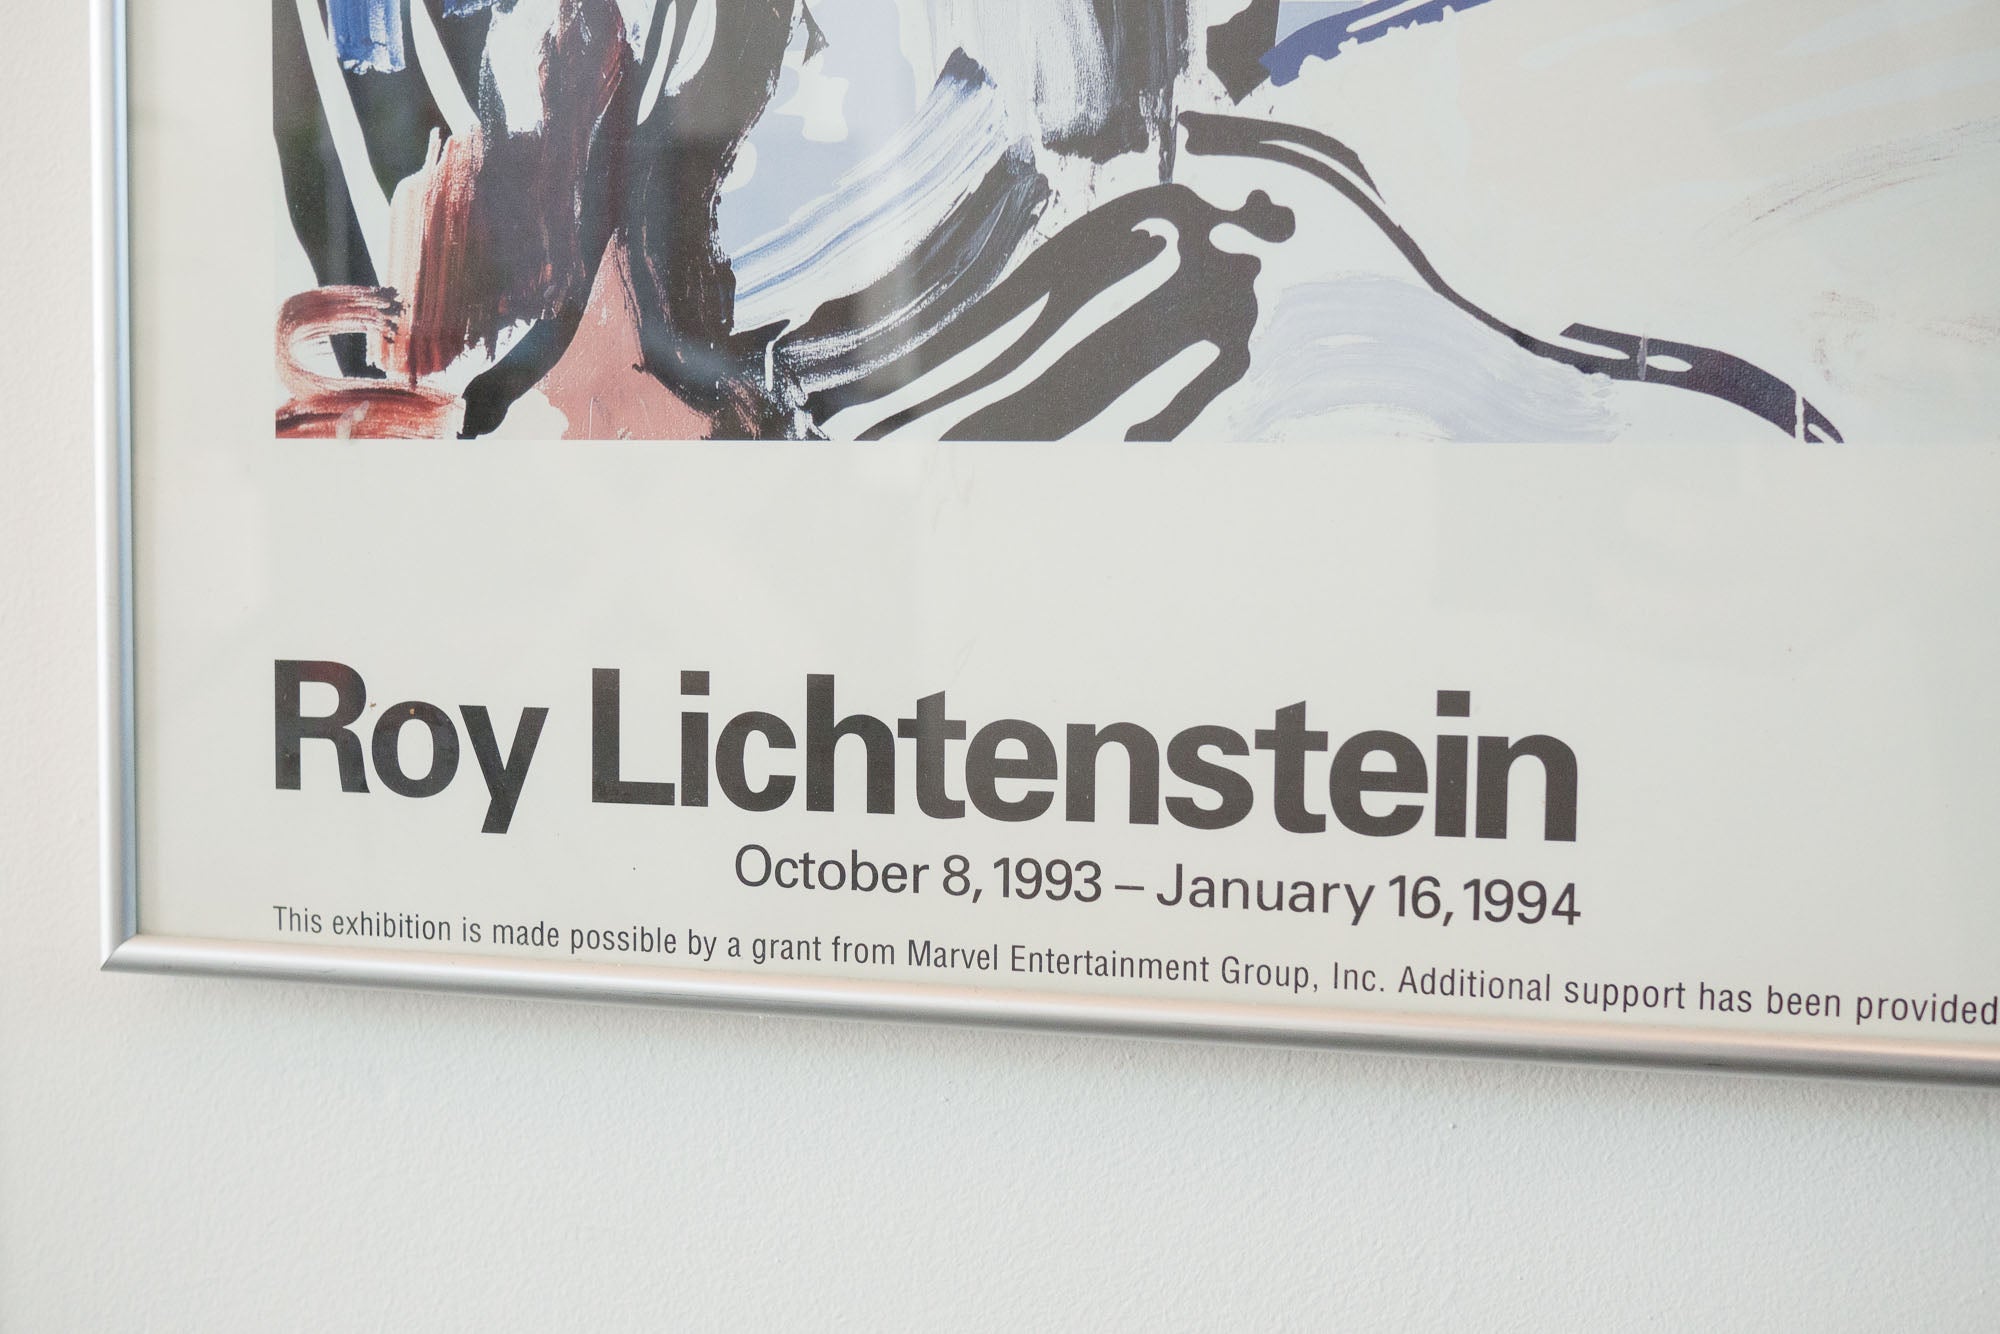 Roy Lichtenstein
October 8, 1993 – January 16, 1994
This exhibition is made possible by a grant from Marvel Entertainment Group, Inc. Additional support has been provided